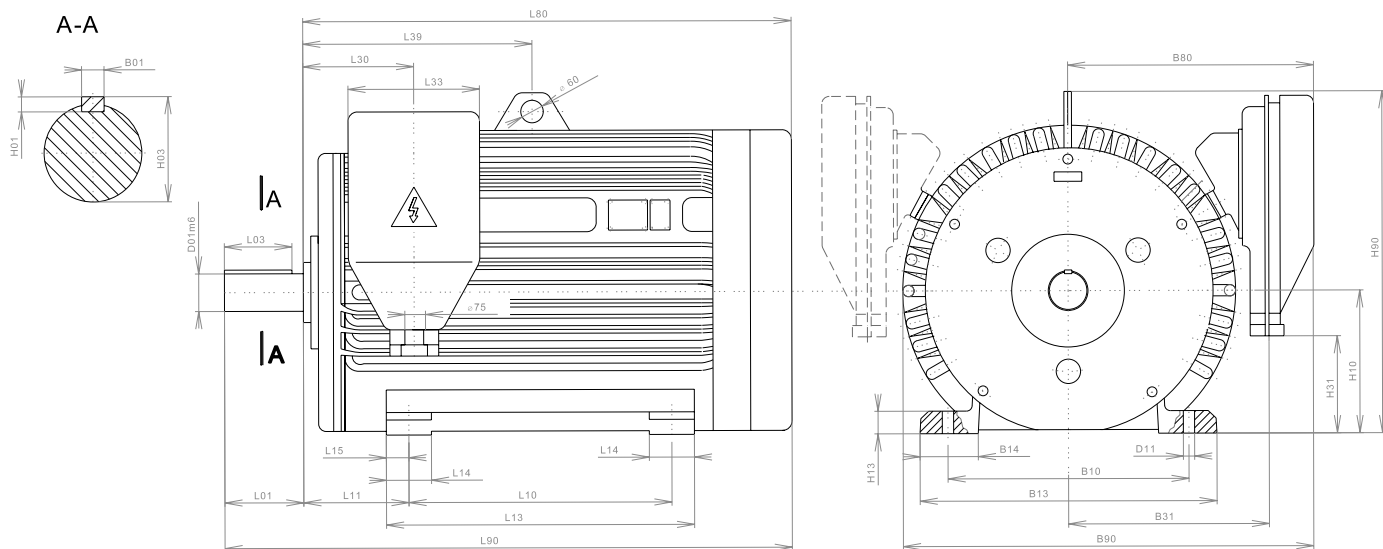 A-A
B01
H01
H03
L80
L39
L30
L33
⌀ 60
A
L03
D01m6
A
⌀75
L15
L14
L14
L01
L11
L10
L13
L90
B80
H90
H31
H10
H13
B14
D11
B10
B13
B31
B90